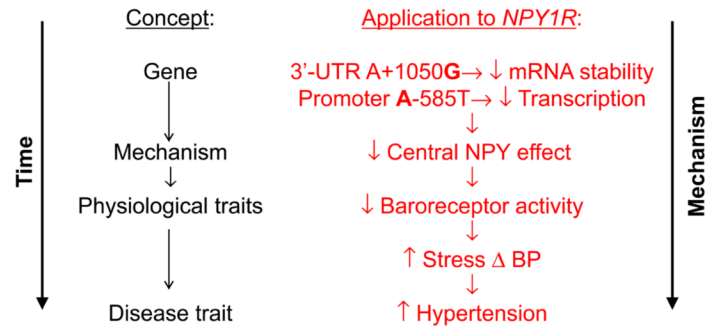 Concept:
Application to NPY1R:
Gene
3'-UTR A+1050G→ ↓ mRNA stability
Promoter A-585T→ ↓ Transcription
↓
Mechanism
↓ Central NPY effect
↓
Physiological traits
↓ Baroreceptor activity
↓
↑ Stress Δ BP
↓
Disease trait
↑ Hypertension
Time
Mechanism